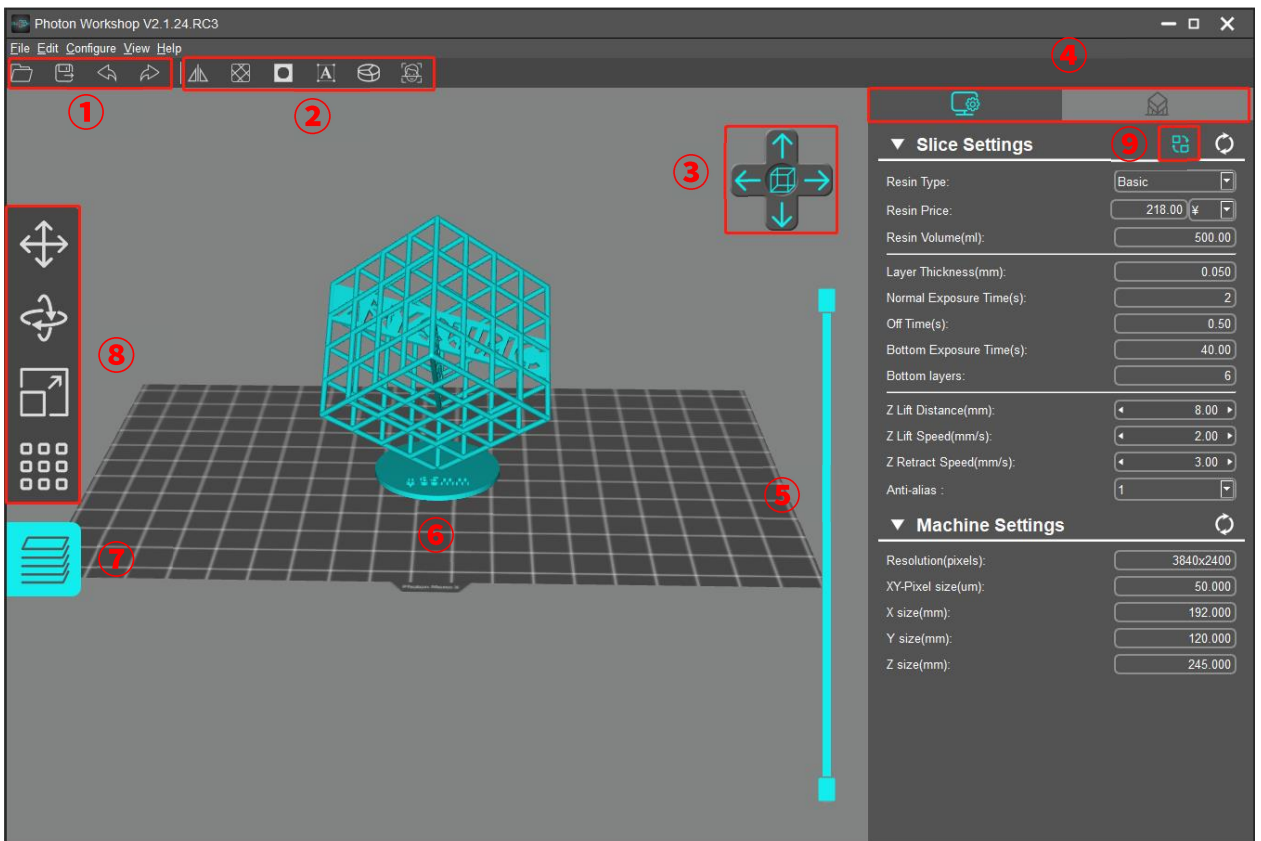 Photon Workshop V2.1.24.RC3
File Edit Configure View Help
①
②
③
④
⑨
Slice Settings
Resin Type: Basic
Resin Price: 218.00 ¥
Resin Volume(ml): 500.00
Layer Thickness(mm): 0.050
Normal Exposure Time(s): 2
Off Time(s): 0.50
Bottom Exposure Time(s): 40.00
Bottom layers: 6
Z Lift Distance(mm): 8.00
Z Lift Speed(mm/s): 2.00
Z Retract Speed(mm/s): 3.00
Anti-alias : 1
Machine Settings
Resolution(pixels): 3840x2400
XY-Pixel size(um): 50.000
X size(mm): 192.000
Y size(mm): 120.000
Z size(mm): 245.000
⑧
⑤
⑥
⑦
A